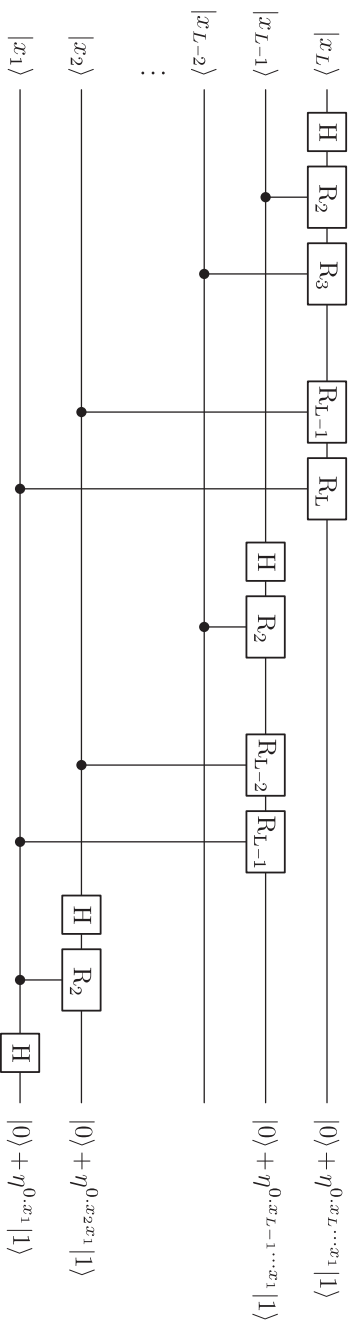 |x_L⟩ H R_2 R_3 R_{L−1} R_L |0⟩ + η^{0.x_L⋯x_1}|1⟩
|x_{L−1}⟩ H R_2 R_{L−2} R_{L−1} |0⟩ + η^{0.x_{L−1}⋯x_1}|1⟩
|x_{L−2}⟩
⋮
|x_2⟩ H R_2 |0⟩ + η^{0.x_2x_1}|1⟩
|x_1⟩ H |0⟩ + η^{0.x_1}|1⟩